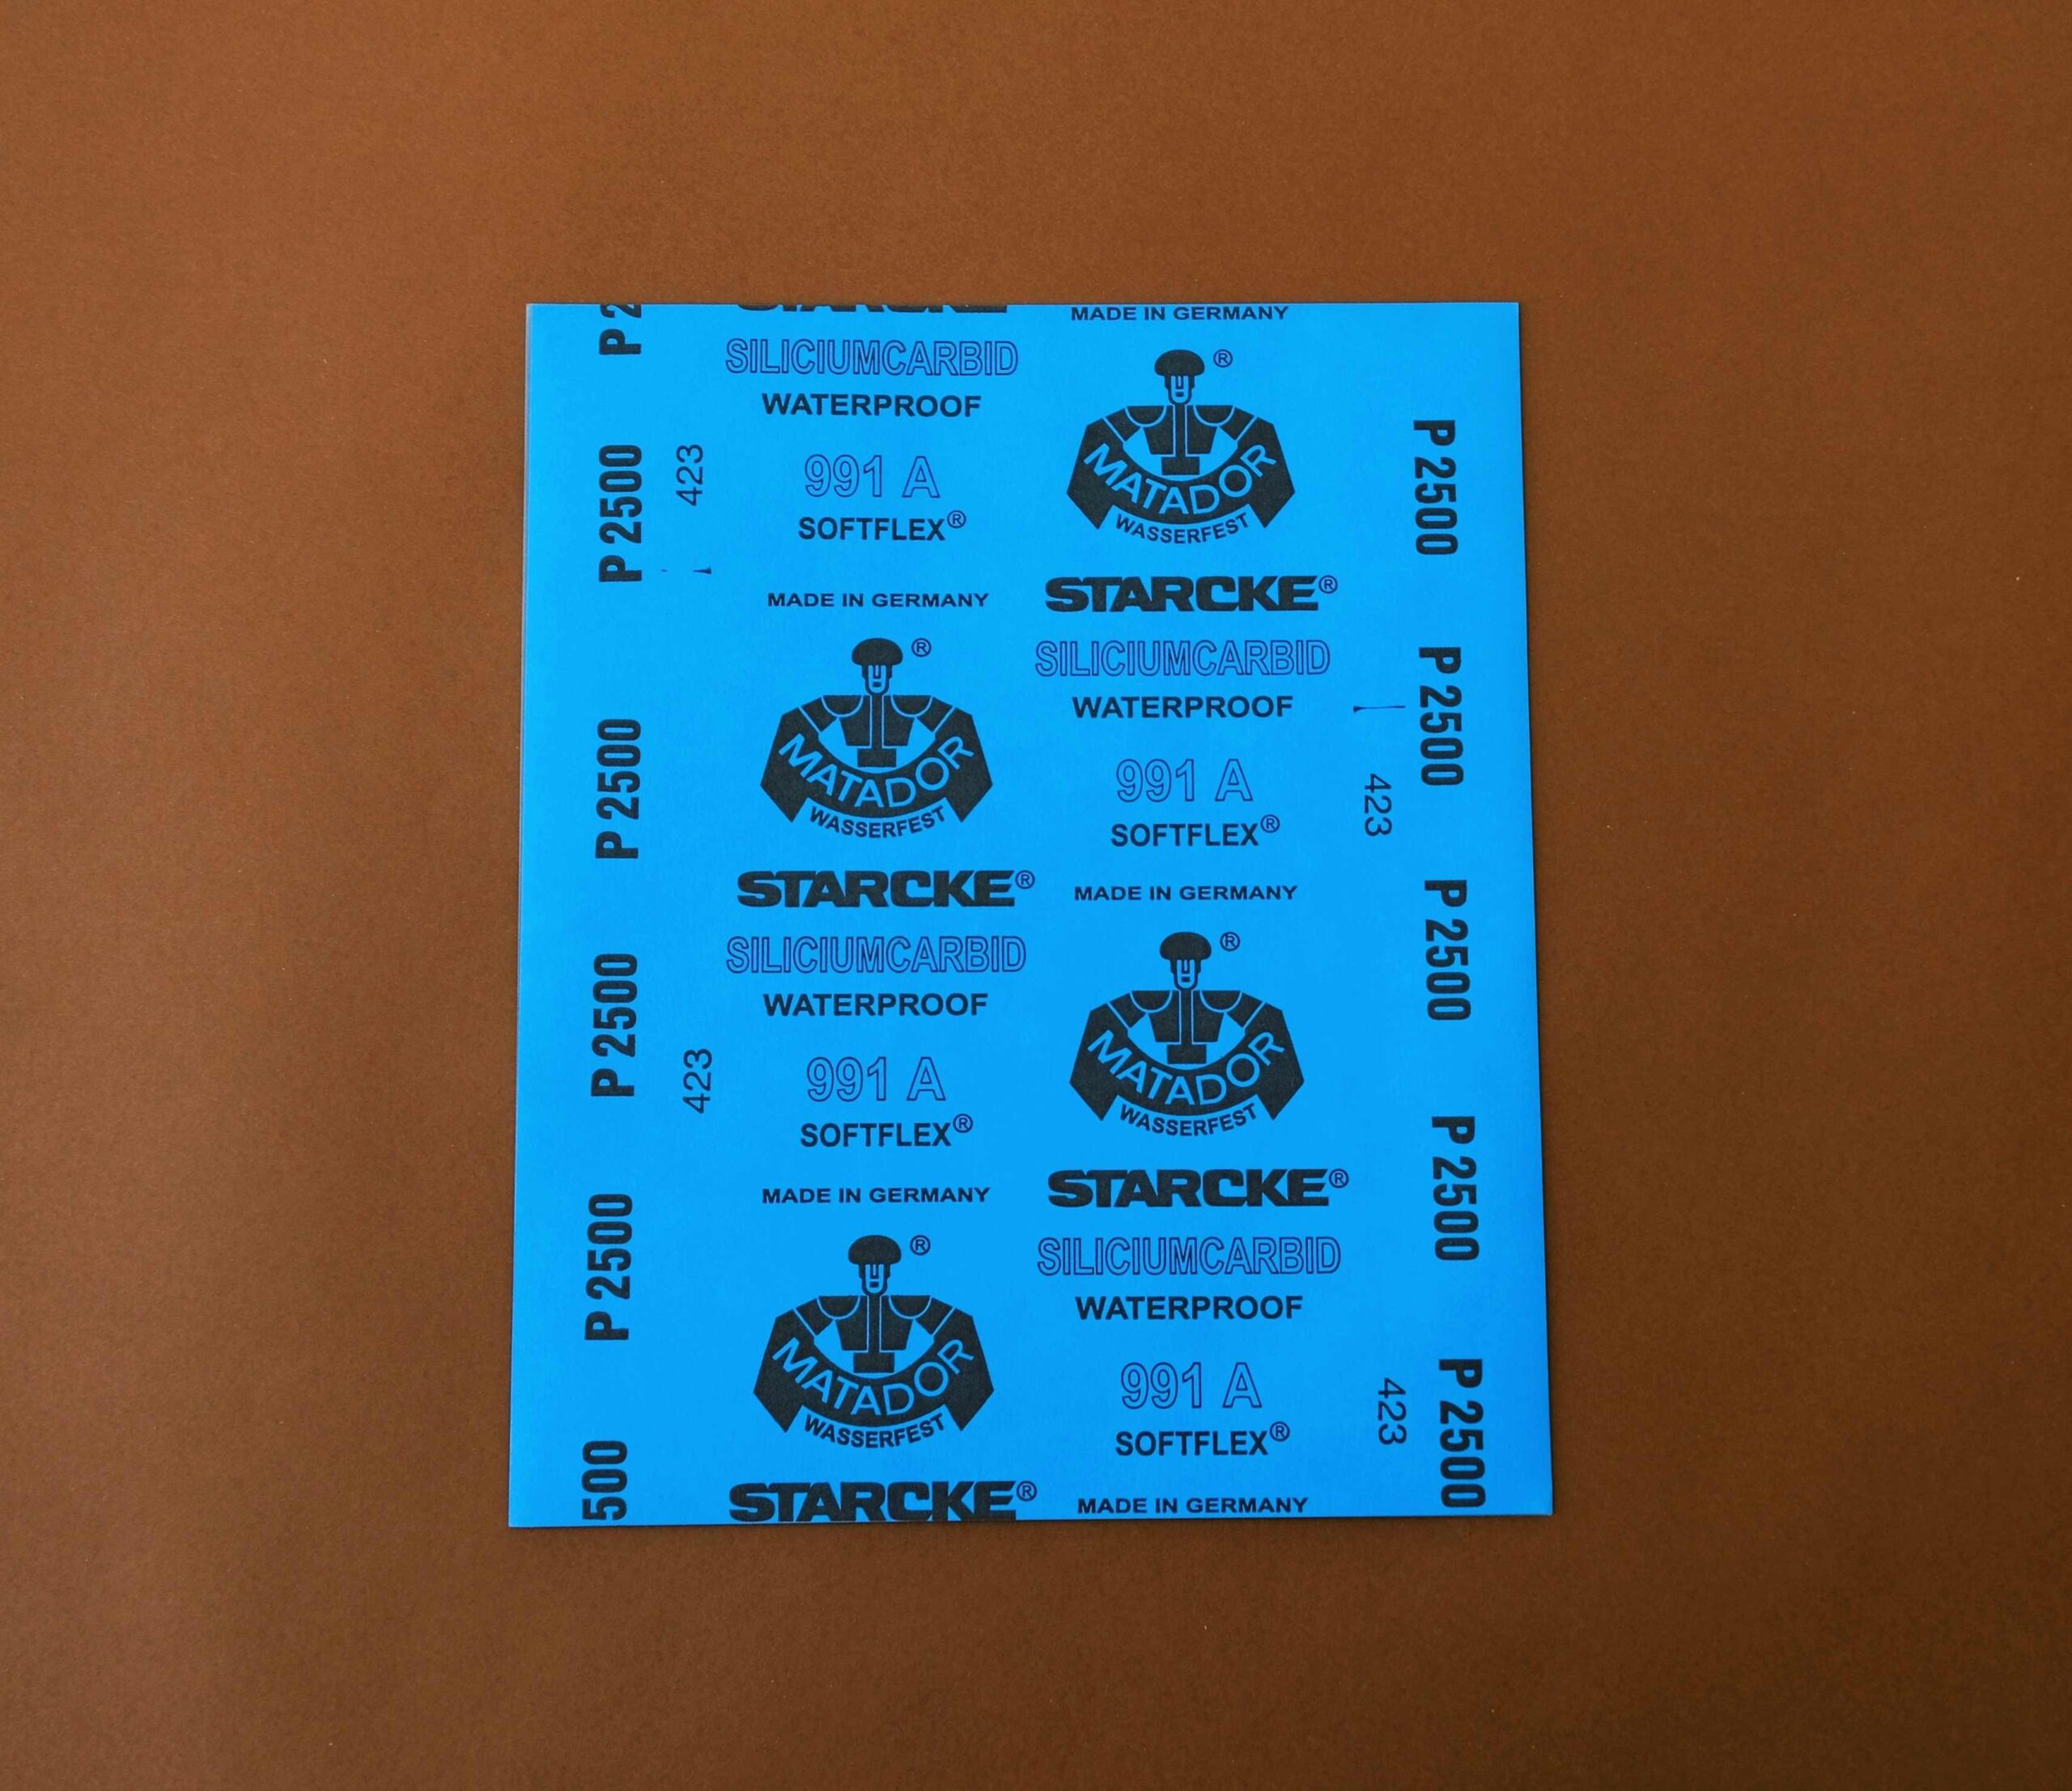 P 2
P 2500
P 2500
P 2500
P 2500
500
423
423
STARCKE
SILICIUMCARBID
WATERPROOF
991 A
SOFTFLEX®
MADE IN GERMANY
®
MATADOR
WASSERFEST
STARCKE®
SILICIUMCARBID
WATERPROOF
991 A
SOFTFLEX®
MADE IN GERMANY
®
MATADOR
WASSERFEST
STARCKE®
MADE IN GERMANY
®
MATADOR
WASSERFEST
STARCKE®
SILICIUMCARBID
WATERPROOF
991 A
SOFTFLEX®
MADE IN GERMANY
®
MATADOR
WASSERFEST
STARCKE®
SILICIUMCARBID
WATERPROOF
991 A
SOFTFLEX®
MADE IN GERMANY
423
423
P 2500
P 2500
P 2500
P 2500
P 2500